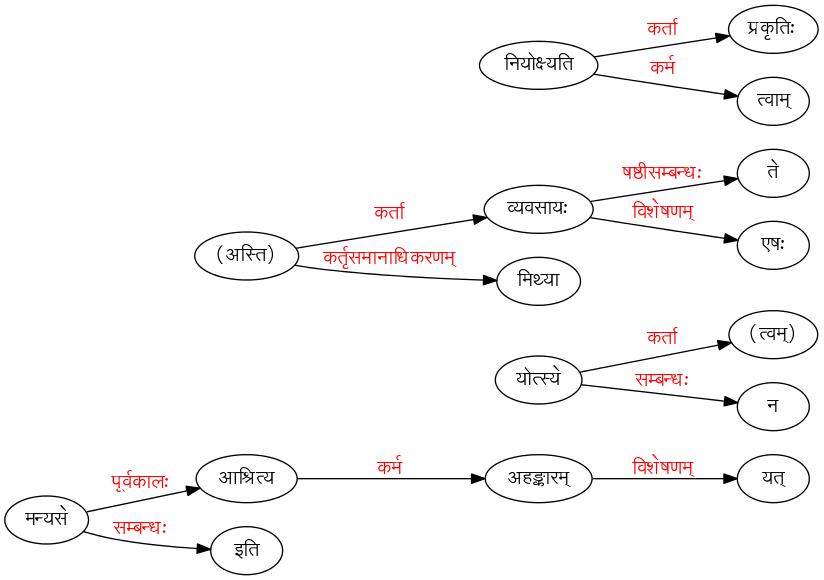 कर्ता
प्रकृतिः
नियोक्ष्यति
कर्म
त्वाम्
षष्ठीसम्बन्धः
ते
कर्ता
व्यवसायः
विशेषणम्
एषः
(अस्ति)
कर्तृसमानाधिकरणम्
मिथ्या
कर्ता
(त्वम्)
योत्स्ये
सम्बन्धः
न
पूर्वकालः
आश्रित्य
कर्म
अहङ्कारम्
विशेषणम्
यत्
मन्यसे
सम्बन्धः
इति